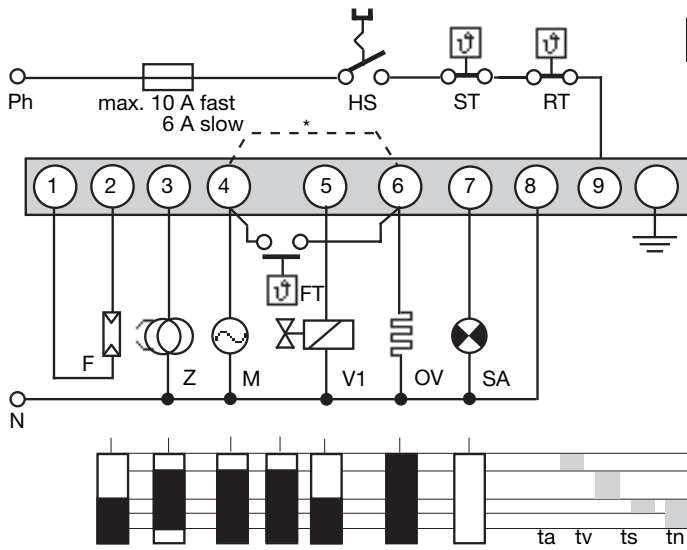 Ph
max. 10 A fast
6 A slow
HS
ϑ
ST
ϑ
RT
*
1 2 3 4 5 6 7 8 9
ϑ
FT
F
Z
M
V1
OV
SA
N
ta tv ts tn